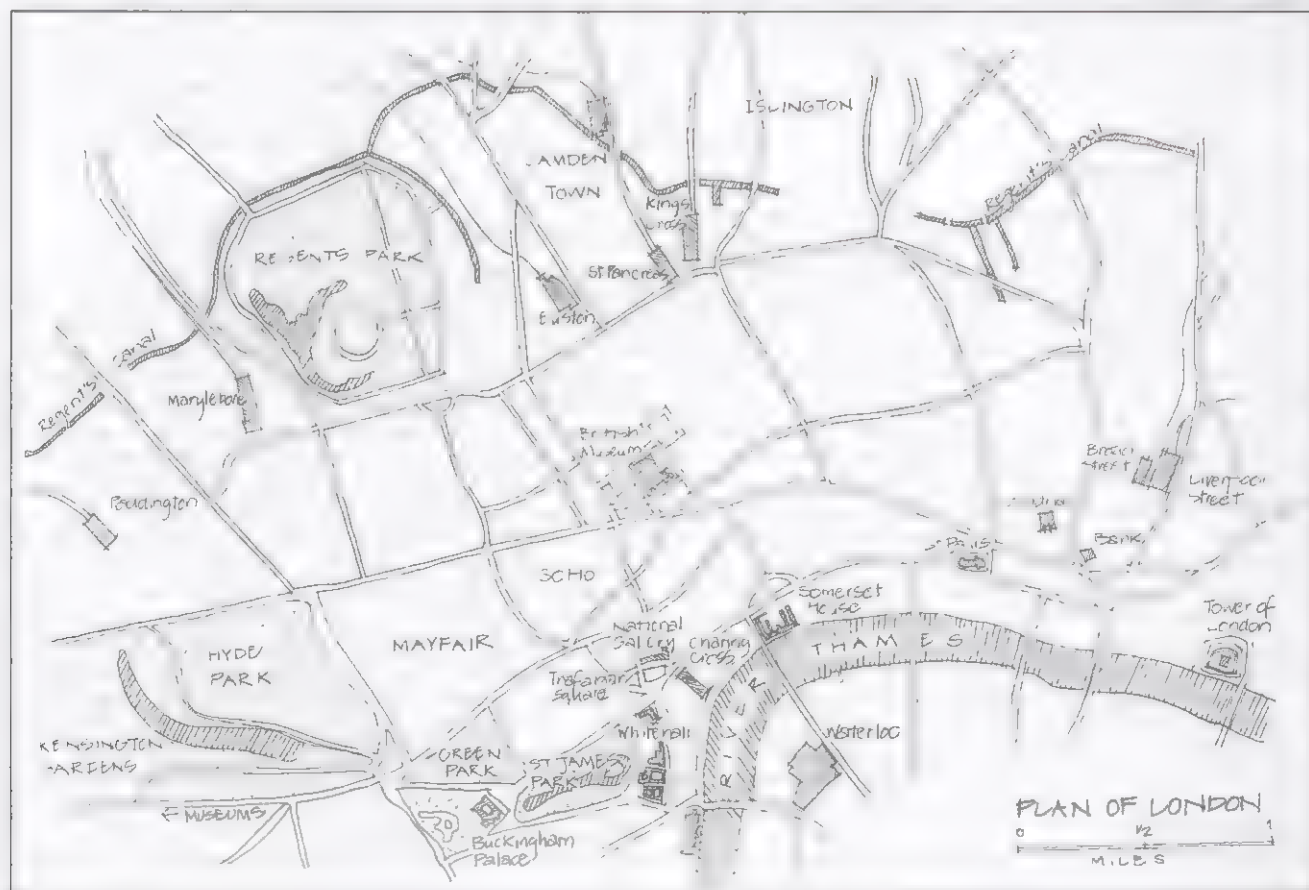 ISLINGTON
Regent's Canal
AMDEN
TOWN
Kings
Cross
REGENTS PARK
St Pancras
Euston
Regent's Canal
Marylebone
British
Museum
Broad
Street
Liverpool
Street
Paddington
Bank
SOHO
Somerset
House
Tower of
London
National
Gallery
Charing
Cross
MAYFAIR
RIVER THAMES
HYDE
PARK
Trafalgar
Square
Whitehall
Waterloo
KENSINGTON
GARDENS
GREEN
PARK
ST JAMES
PARK
← MUSEUMS
Buckingham
Palace
PLAN OF LONDON
0 1/2 1
MILES